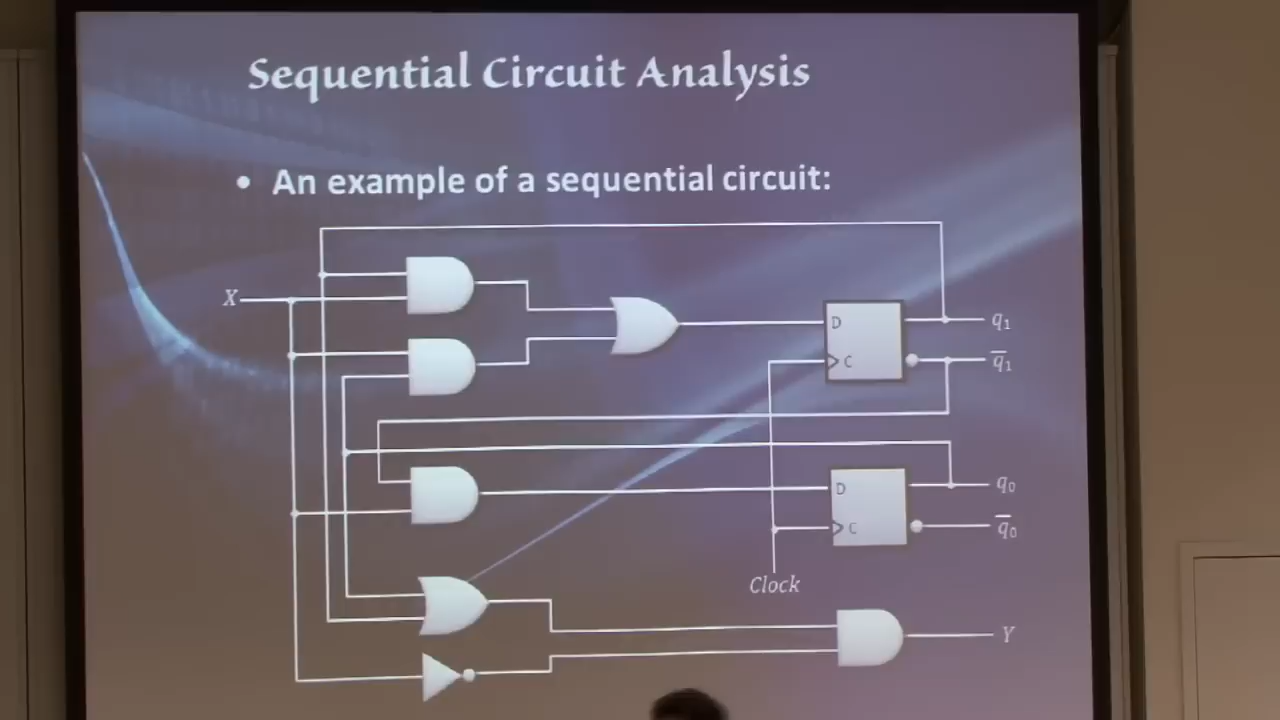 Sequential Circuit Analysis
• An example of a sequential circuit:
X
D
q₁
C
q̅₁
D
q₀
C
q̅₀
Clock
Y